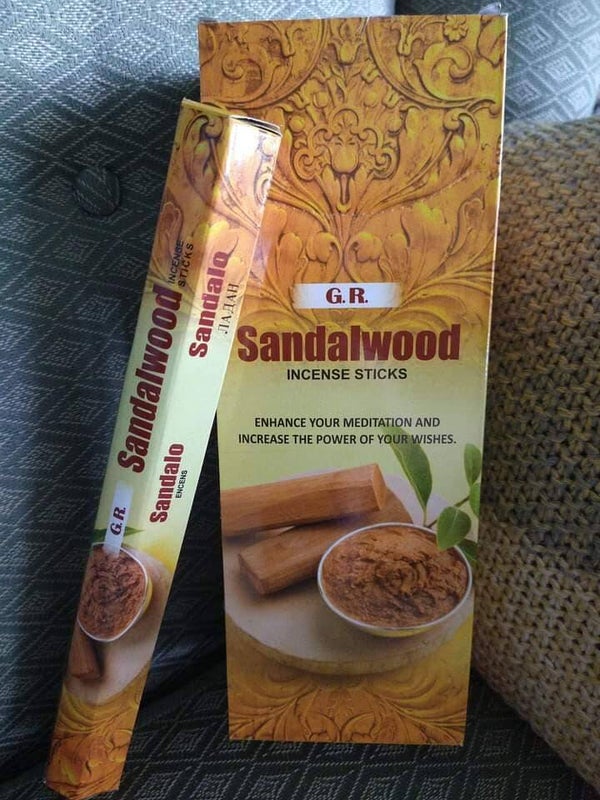 G.R.
Sandalwood
INCENSE
STICKS
Sandalo
ENCENS
Sandalo
ЛАДАН
G.R.
Sandalwood
INCENSE STICKS
ENHANCE YOUR MEDITATION AND
INCREASE THE POWER OF YOUR WISHES.